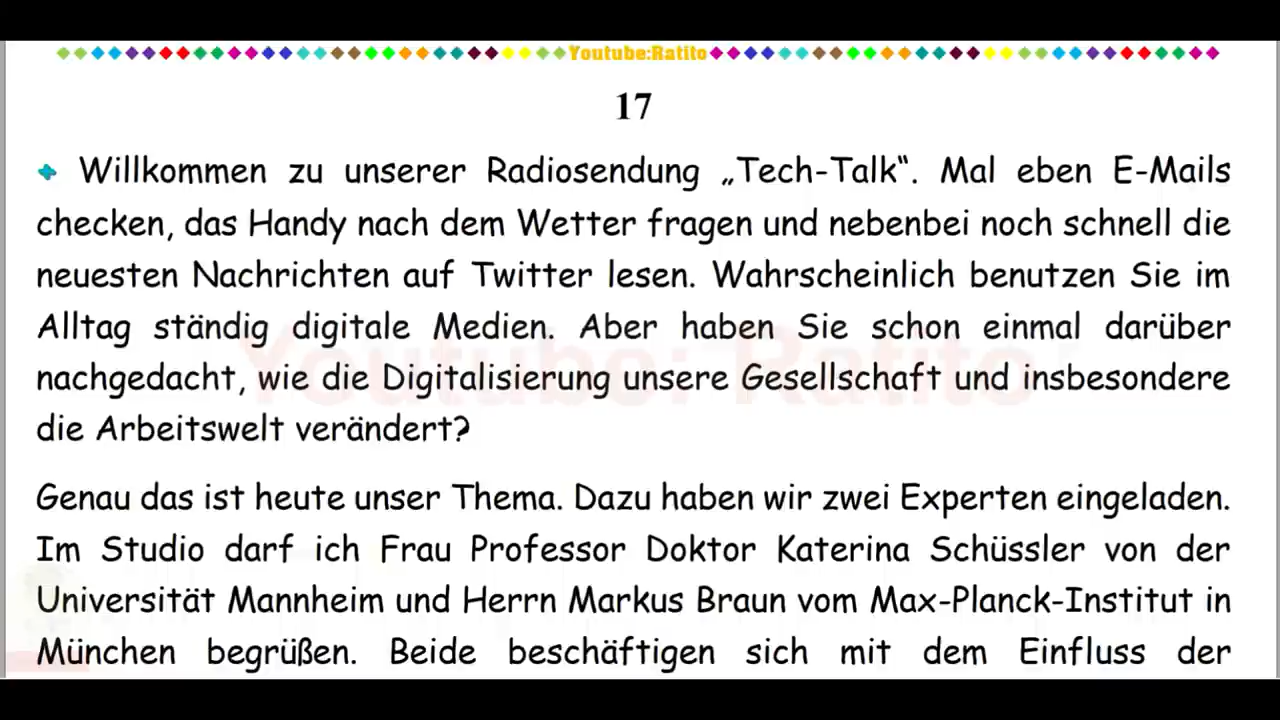 Youtube:Ratito
17
Willkommen zu unserer Radiosendung „Tech-Talk“. Mal eben E-Mails
checken, das Handy nach dem Wetter fragen und nebenbei noch schnell die
neuesten Nachrichten auf Twitter lesen. Wahrscheinlich benutzen Sie im
Alltag ständig digitale Medien. Aber haben Sie schon einmal darüber
Youtube: Ratito
nachgedacht, wie die Digitalisierung unsere Gesellschaft und insbesondere
die Arbeitswelt verändert?
Genau das ist heute unser Thema. Dazu haben wir zwei Experten eingeladen.
Im Studio darf ich Frau Professor Doktor Katerina Schüssler von der
Universität Mannheim und Herrn Markus Braun vom Max-Planck-Institut in
München begrüßen. Beide beschäftigen sich mit dem Einfluss der